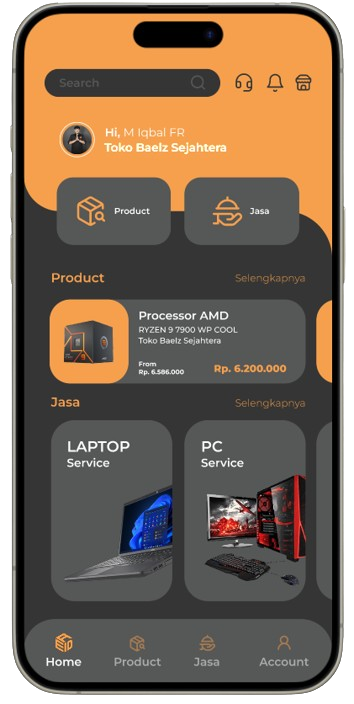 Search
Hi, M Iqbal FR
Toko Baelz Sejahtera
Product
Jasa
Product
Selengkapnya
Processor AMD
RYZEN 9 7900 WP COOL
Toko Baelz Sejahtera
From
Rp. 6.586.000
Rp. 6.200.000
Jasa
Selengkapnya
LAPTOP
Service
PC
Service
Home
Product
Jasa
Account